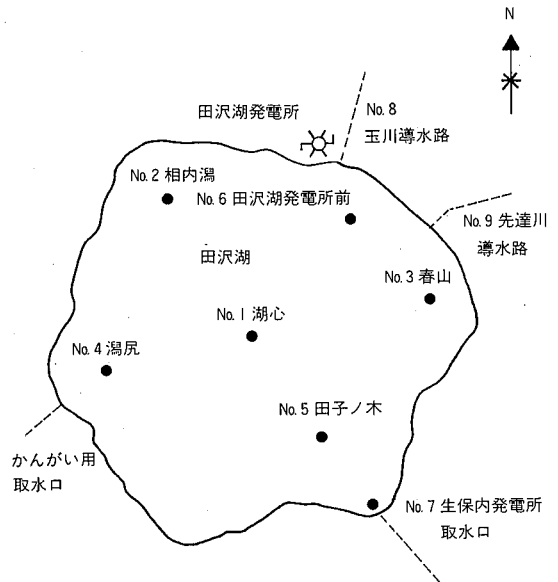 N
田沢湖発電所
No.8
玉川導水路
No.2 相内潟
No.6 田沢湖発電所前
No.9 先達川
導水路
田沢湖
No.3 春山
No.1 湖心
No.4 潟尻
No.5 田子ノ木
かんがい用
取水口
No.7 生保内発電所
取水口